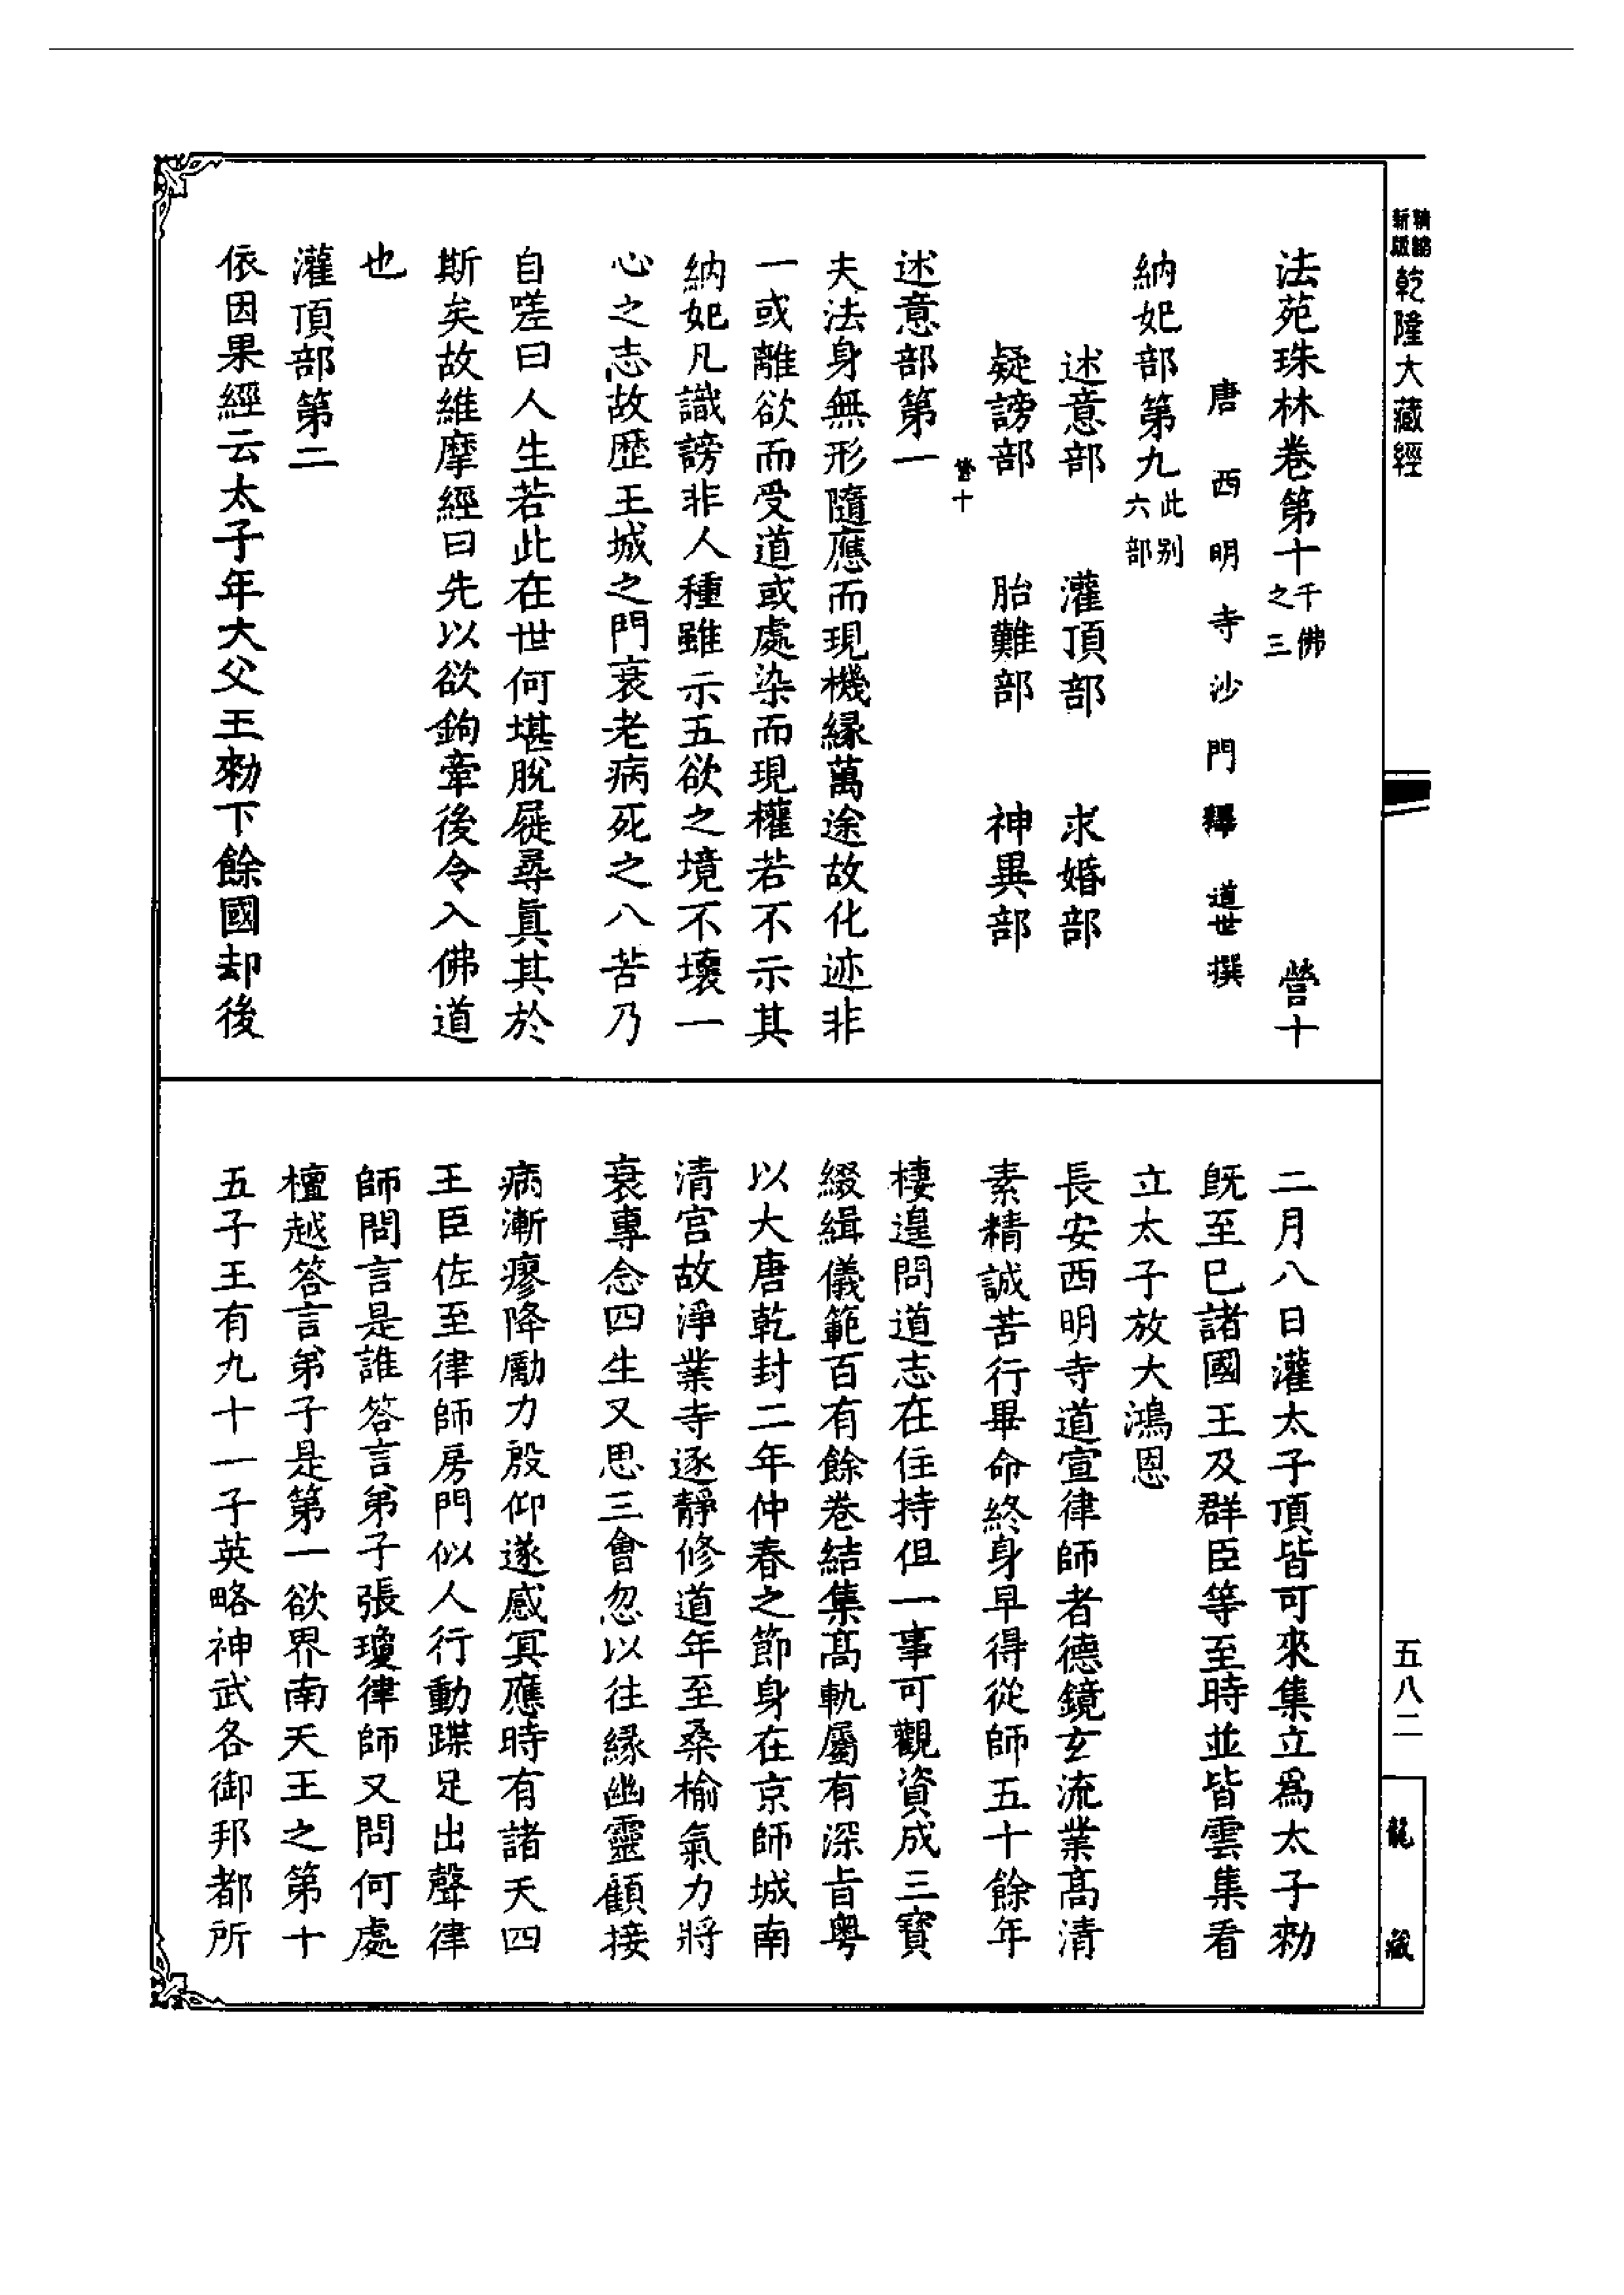 精縮新版乾隆大藏經
法苑珠林卷第十千佛之三 營十
唐西明寺沙門釋道世撰
納妃部第九此別六部
述意部 灌頂部 求婚部
疑謗部 胎難部 神異部
營十
述意部第一
夫法身無形隨應而現機緣萬途故化迹非
一或離欲而受道或處染而現權若不示其
納妃凡識謗非人種雖示五欲之境不壞一
心之志故歷王城之門衰老病死之八苦乃
自嗟曰人生若此在世何堪脫屣尋真其於
斯矣故維摩經曰先以欲鉤牽後令入佛道
也
灌頂部第二
依因果經云太子年大父王勑下餘國却後
二月八日灌太子頂皆可來集立為太子勑
既至已諸國王及群臣等至時並皆雲集看
立太子放大鴻恩
長安西明寺道宣律師者德鏡玄流業高清
素精誠苦行畢命終身早得從師五十餘年
棲遑問道志在住持但一事可觀資成三寶
綴緝儀範百有餘卷結集高軌屬有深旨粵
以大唐乾封二年仲春之節身在京師城南
清宮故淨業寺逐靜修道年至桑榆氣力將
衰專念四生又思三會忽以往緣幽靈顧接
病漸瘳降勵力殷仰遂感冥應時有諸天四
王臣佐至律師房門似人行動蹀足出聲律
師問言是誰答言弟子張瓊律師又問何處
檀越答言弟子是第一欲界南天王之第十
五子王有九十一子英略神武各御邦都所
五八二
龍藏